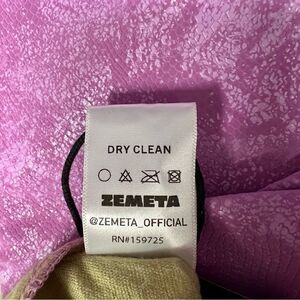 DRY CLEAN
ZEMETA
@ZEMETA_OFFICIAL
RN#159725